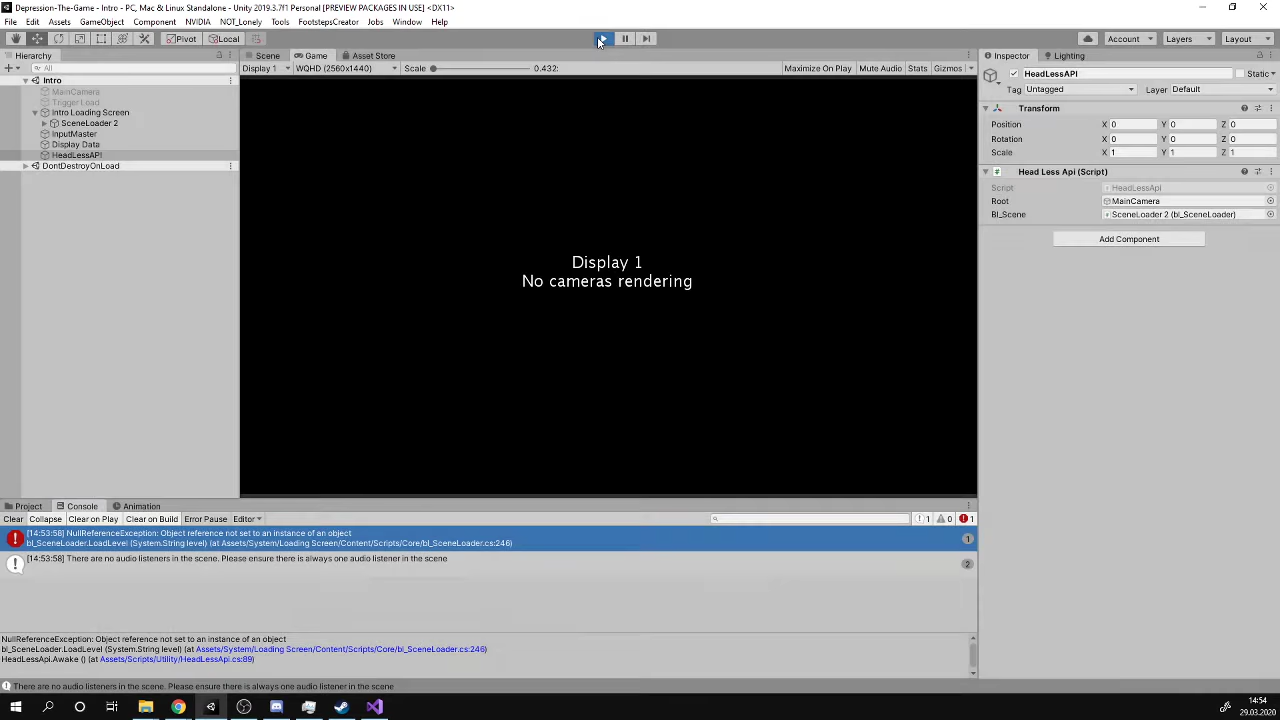 Depression-The-Game - Intro - PC, Mac & Linux Standalone - Unity 2019.3.7f1 Personal [PREVIEW PACKAGES IN USE] <DX11>
File Edit Assets GameObject Component NVIDIA NOT_Lonely Tools FootstepsCreator Jobs Window Help
Pivot Local Account Layers Layout
Hierarchy Scene Game Asset Store Inspector Lighting
All Display 1 WQHD (2560x1440) Scale 0.432: Maximize On Play Mute Audio Stats Gizmos
HeadLessAPI Static
Tag Untagged Layer Default
Intro
MainCamera
Trigger Load
Intro Loading Screen
SceneLoader 2
InputMaster
Display Data
HeadLessAPI
DontDestroyOnLoad
Display 1
No cameras rendering
Transform
Position X 0 Y 0 Z 0
Rotation X 0 Y 0 Z 0
Scale X 1 Y 1 Z 1
Head Less Api (Script)
Script HeadLessApi
Root MainCamera
Bl_Scene SceneLoader 2 (bl_SceneLoader)
Add Component
Project Console Animation
Clear Collapse Clear on Play Clear on Build Error Pause Editor 1 0 1
[14:53:58] NullReferenceException: Object reference not set to an instance of an object
bl_SceneLoader.LoadLevel (System.String level) (at Assets/System/Loading Screen/Content/Scripts/Core/bl_SceneLoader.cs:246) 1
[14:53:58] There are no audio listeners in the scene. Please ensure there is always one audio listener in the scene 2
NullReferenceException: Object reference not set to an instance of an object
bl_SceneLoader.LoadLevel (System.String level) (at Assets/System/Loading Screen/Content/Scripts/Core/bl_SceneLoader.cs:246)
HeadLessApi.Awake () (at Assets/Scripts/Utility/HeadLessApi.cs:89)
There are no audio listeners in the scene. Please ensure there is always one audio listener in the scene
14:54
29.03.2020